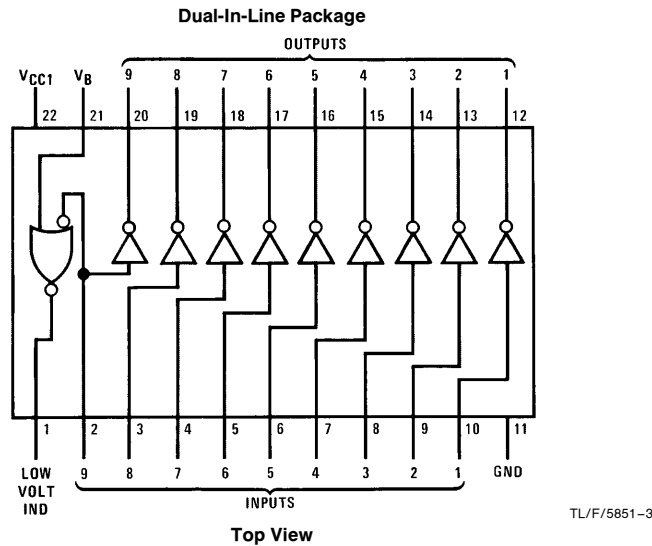 Dual-In-Line Package
OUTPUTS
VCC1 VB 9 8 7 6 5 4 3 2 1
22 21 20 19 18 17 16 15 14 13 12
1 2 3 4 5 6 7 8 9 10 11
LOW VOLT IND 9 8 7 6 5 4 3 2 1 GND
INPUTS
TL/F/5851–3
Top View